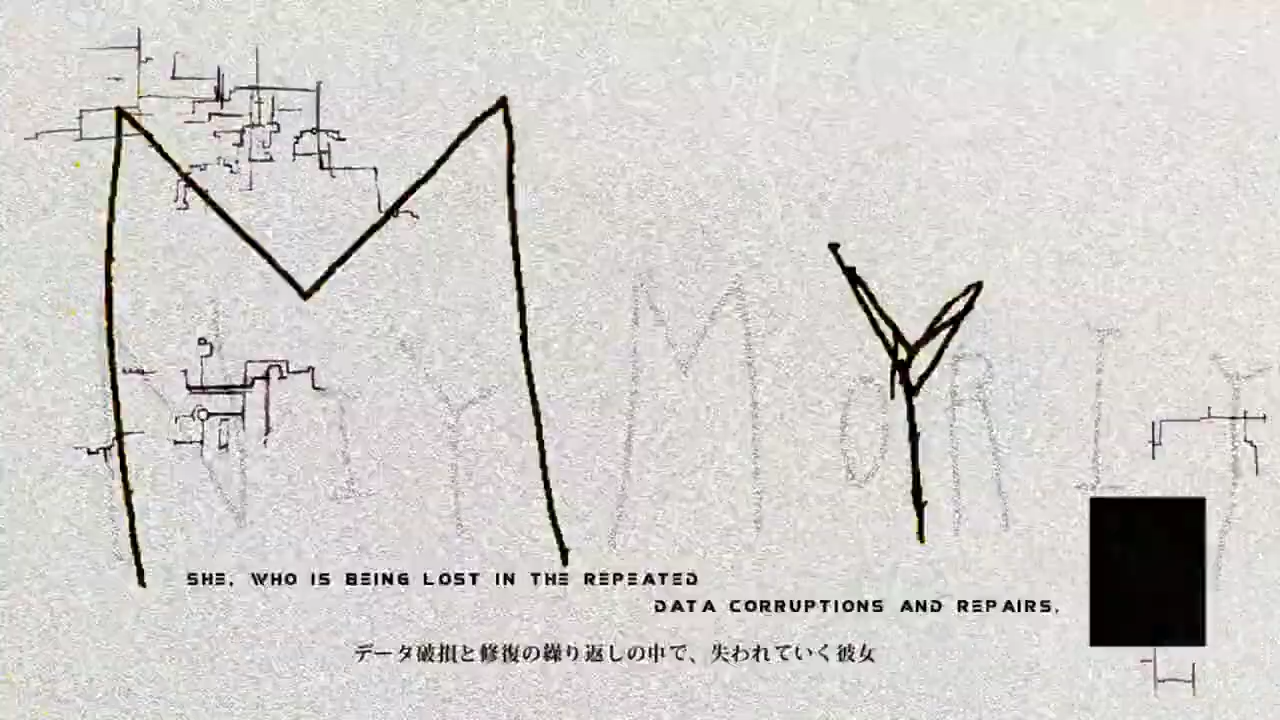 MY
SHE, WHO IS BEING LOST IN THE REPEATED
DATA CORRUPTIONS AND REPAIRS,
データ破損と修復の繰り返しの中で、失われていく彼女